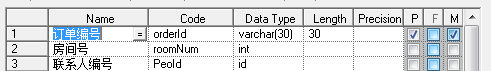 Name Code Data Type Length Precision P F M
1 订单编号 = orderId varchar(30) 30
2 房间号 roomNum int
3 联系人编号 PeoId id